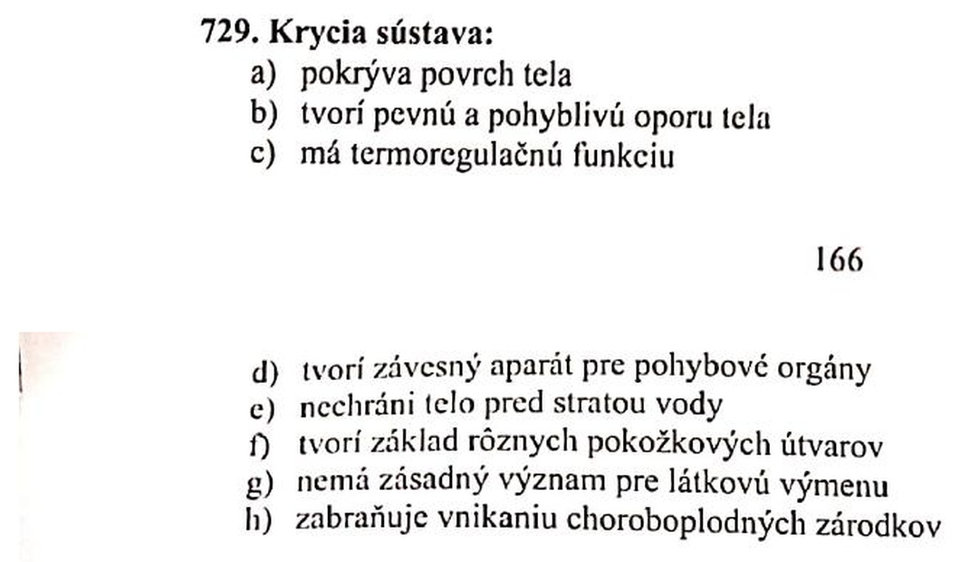 729. Krycia sústava:
a) pokrýva povrch tela
b) tvorí pevnú a pohyblivú oporu tela
c) má termoregulačnú funkciu
166
d) tvorí závesný aparát pre pohybové orgány
e) nechráni telo pred stratou vody
f) tvorí základ rôznych pokožkových útvarov
g) nemá zásadný význam pre látkovú výmenu
h) zabraňuje vnikaniu choroboplodných zárodkov